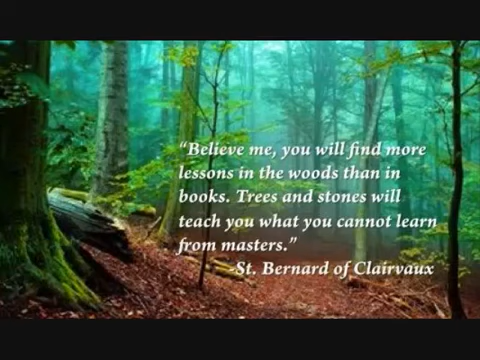 “Believe me, you will find more
lessons in the woods than in
books. Trees and stones will
teach you what you cannot learn
from masters.”
-St. Bernard of Clairvaux